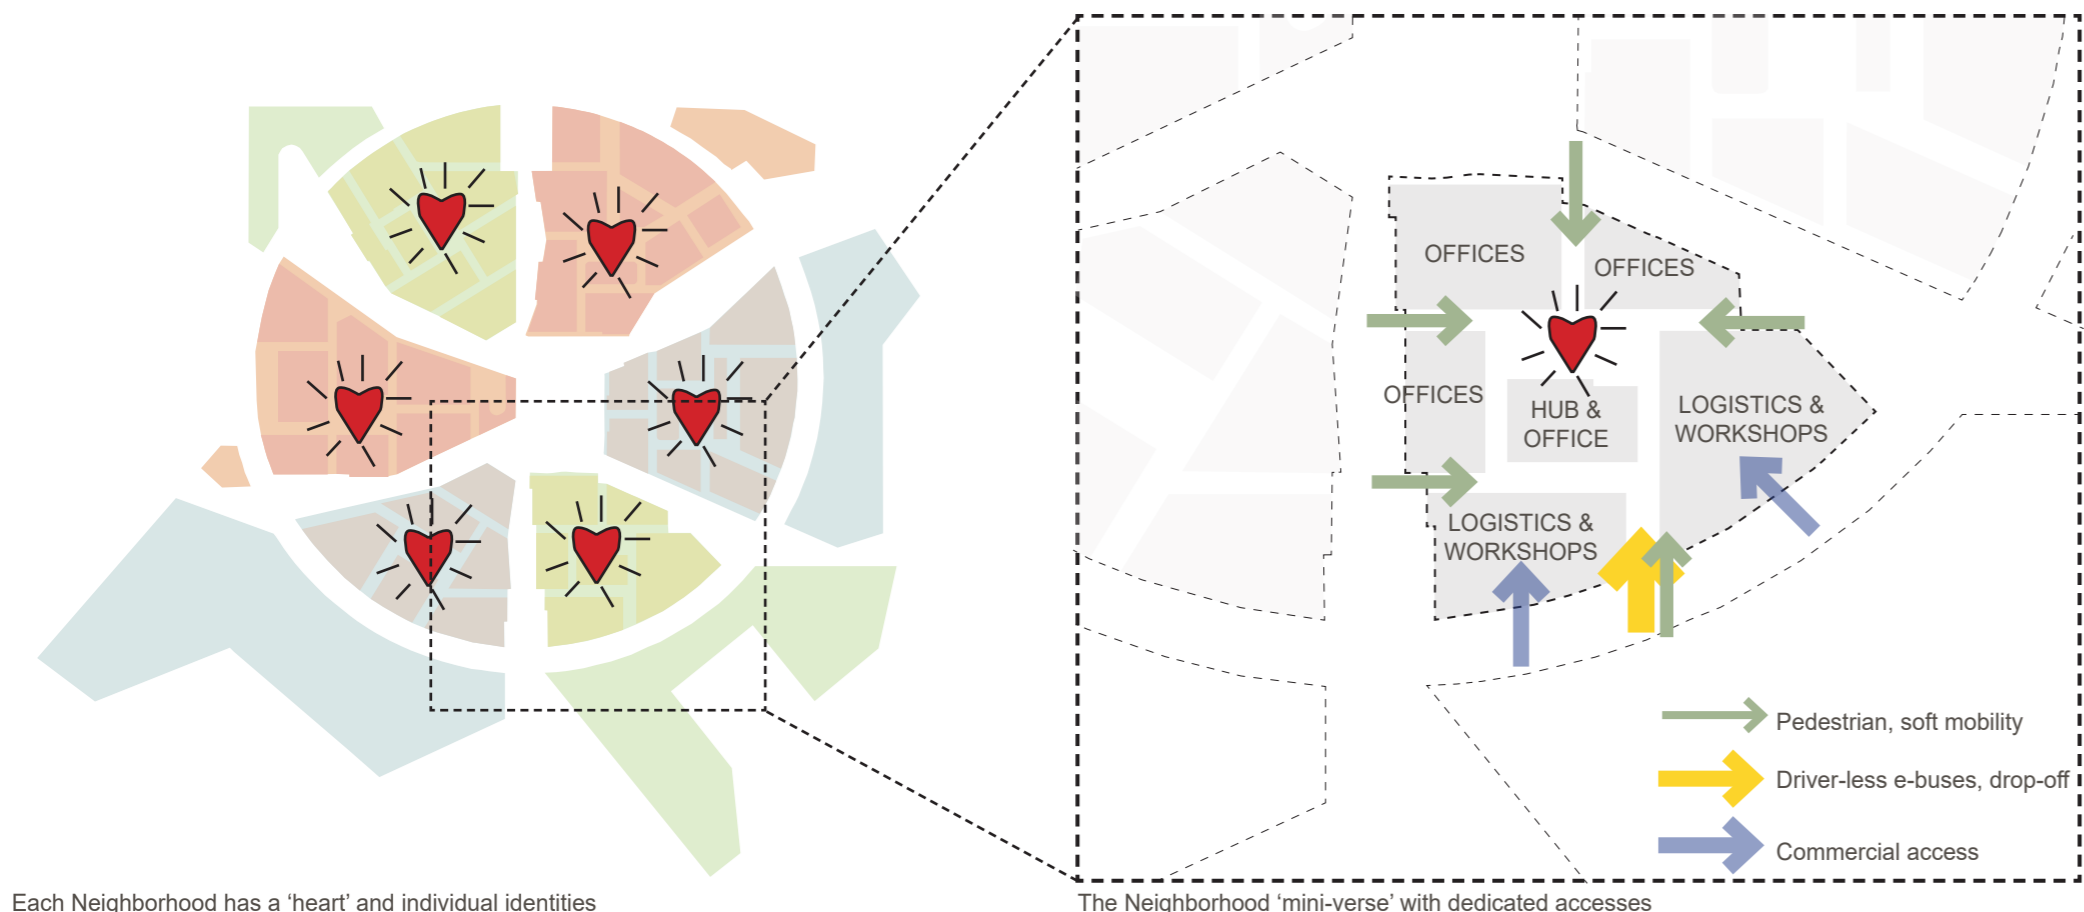 OFFICES
OFFICES
OFFICES
HUB &
OFFICE
LOGISTICS &
WORKSHOPS
LOGISTICS &
WORKSHOPS
Pedestrian, soft mobility
Driver-less e-buses, drop-off
Commercial access
Each Neighborhood has a ‘heart’ and individual identities
The Neighborhood ‘mini-verse’ with dedicated accesses